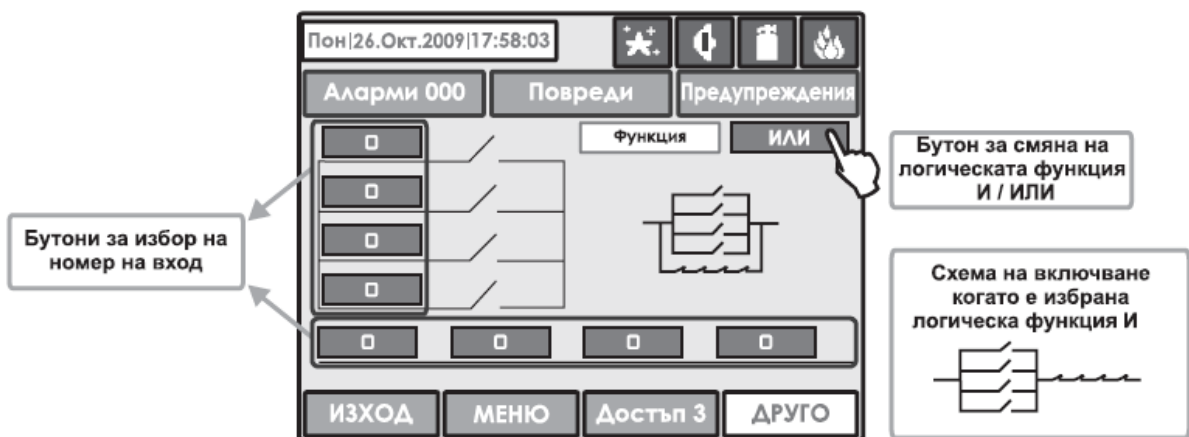 Пон|26.Окт.2009|17:58:03
Аларми 000 Повреди Предупреждения
0 Функция ИЛИ
0
0
0
0 0 0 0
ИЗХОД МЕНЮ Достъп 3 ДРУГО
Бутони за избор на
номер на вход
Бутон за смяна на
логическата функция
И / ИЛИ
Схема на включване
когато е избрана
логическа функция И